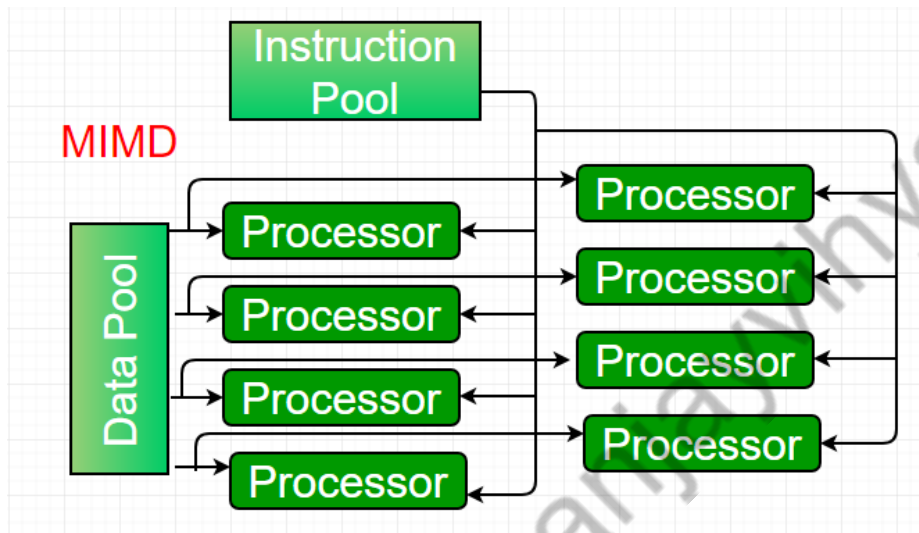 Instruction
Pool
MIMD
Processor
Processor
Processor
Processor
Processor
Processor
Processor
Processor
Data Pool